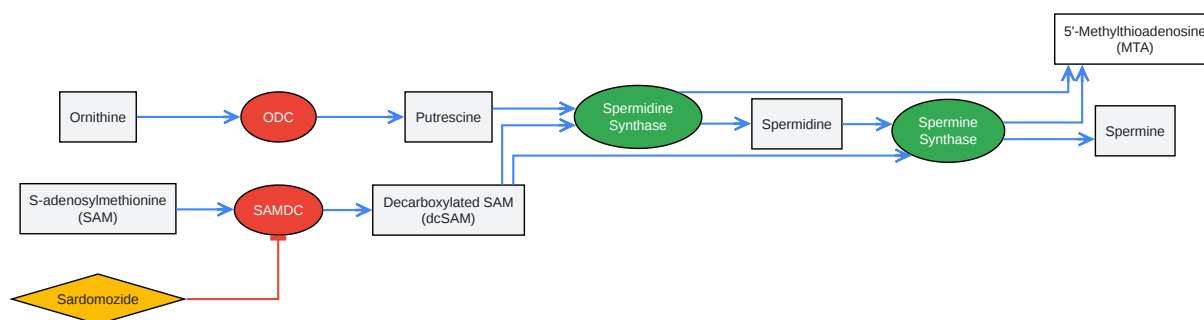 5'-Methylthioadenosine
(MTA)
Ornithine
ODC
Putrescine
Spermidine
Synthase
Spermidine
Spermine
Synthase
Spermine
S-adenosylmethionine
(SAM)
SAMDC
Decarboxylated SAM
(dcSAM)
Sardomozide